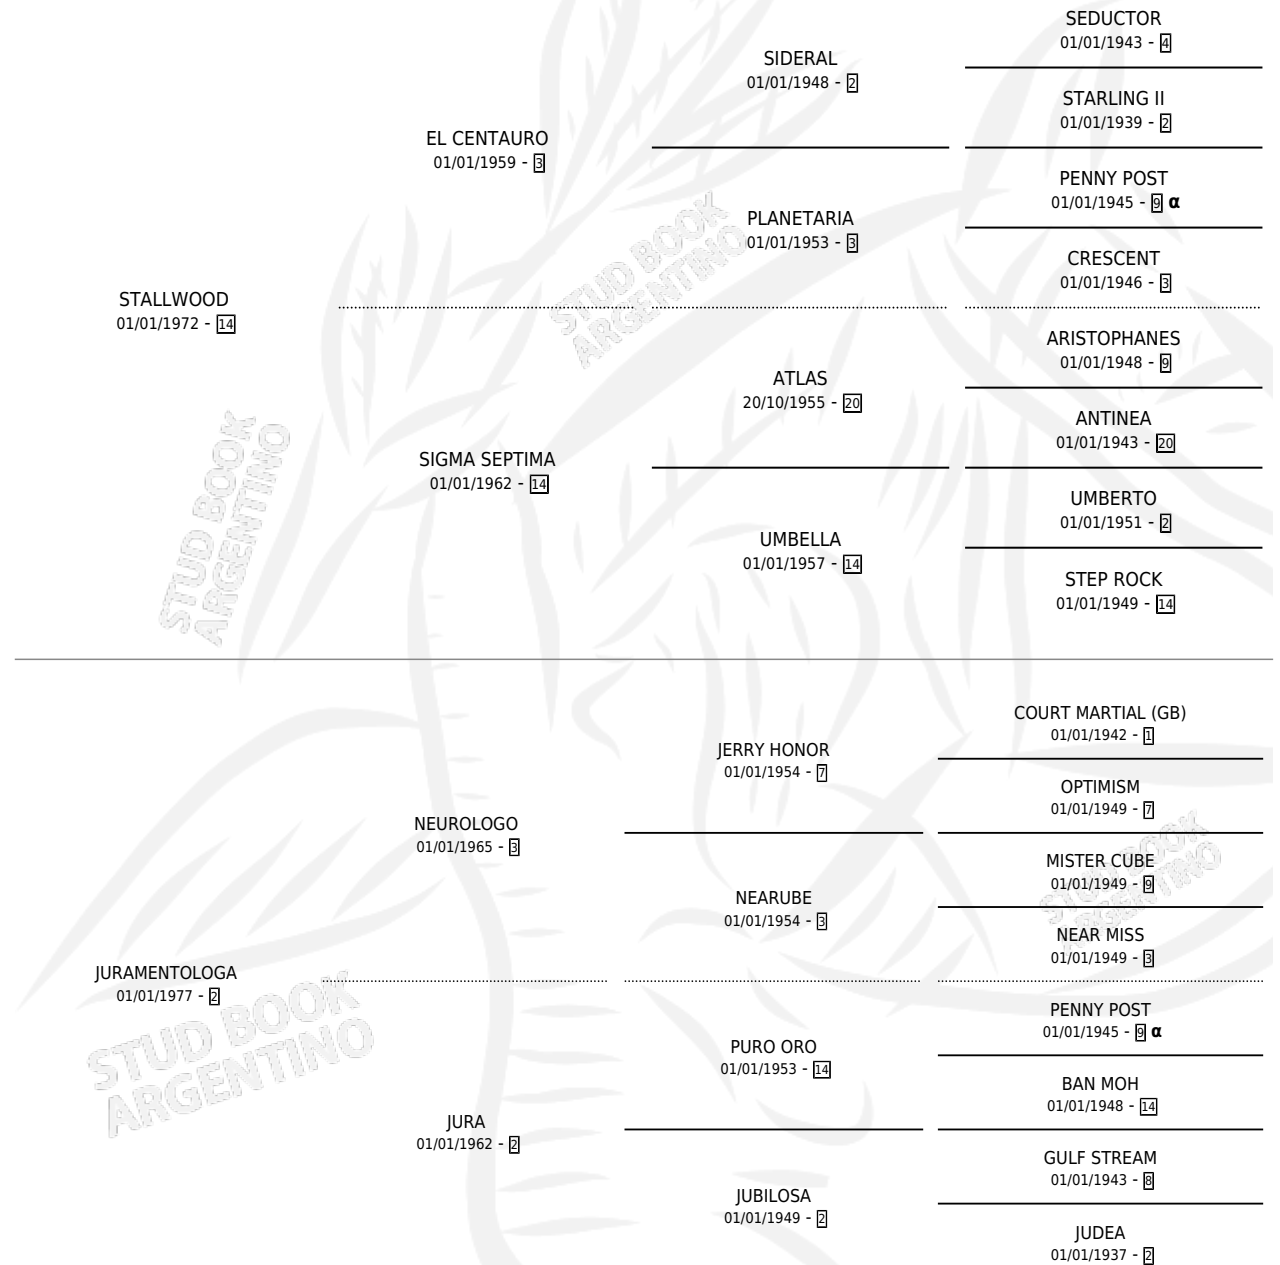 SEDUCTOR
01/01/1943 - 4
SIDERAL
01/01/1948 - 2
STARLING II
01/01/1939 - 2
EL CENTAURO
01/01/1959 - 3
PENNY POST
01/01/1945 - 9 α
PLANETARIA
01/01/1953 - 3
CRESCENT
01/01/1946 - 3
STALLWOOD
01/01/1972 - 14
ARISTOPHANES
01/01/1948 - 9
ATLAS
20/10/1955 - 20
ANTINEA
01/01/1943 - 20
SIGMA SEPTIMA
01/01/1962 - 14
UMBERTO
01/01/1951 - 2
UMBELLA
01/01/1957 - 14
STEP ROCK
01/01/1949 - 14
STUD BOOK
ARGENTINO
STUD BOOK
ARGENTINO
COURT MARTIAL (GB)
01/01/1942 - 1
JERRY HONOR
01/01/1954 - 7
OPTIMISM
01/01/1949 - 7
NEUROLOGO
01/01/1965 - 3
MISTER CUBE
01/01/1949 - 9
NEARUBE
01/01/1954 - 3
NEAR MISS
01/01/1949 - 3
JURAMENTOLOGA
01/01/1977 - 2
PENNY POST
01/01/1945 - 9 α
PURO ORO
01/01/1953 - 14
BAN MOH
01/01/1948 - 14
JURA
01/01/1962 - 2
GULF STREAM
01/01/1943 - 8
JUBILOSA
01/01/1949 - 2
JUDEA
01/01/1937 - 2
STUD BOOK
ARGENTINO
STUD BOOK
ARGENTINO